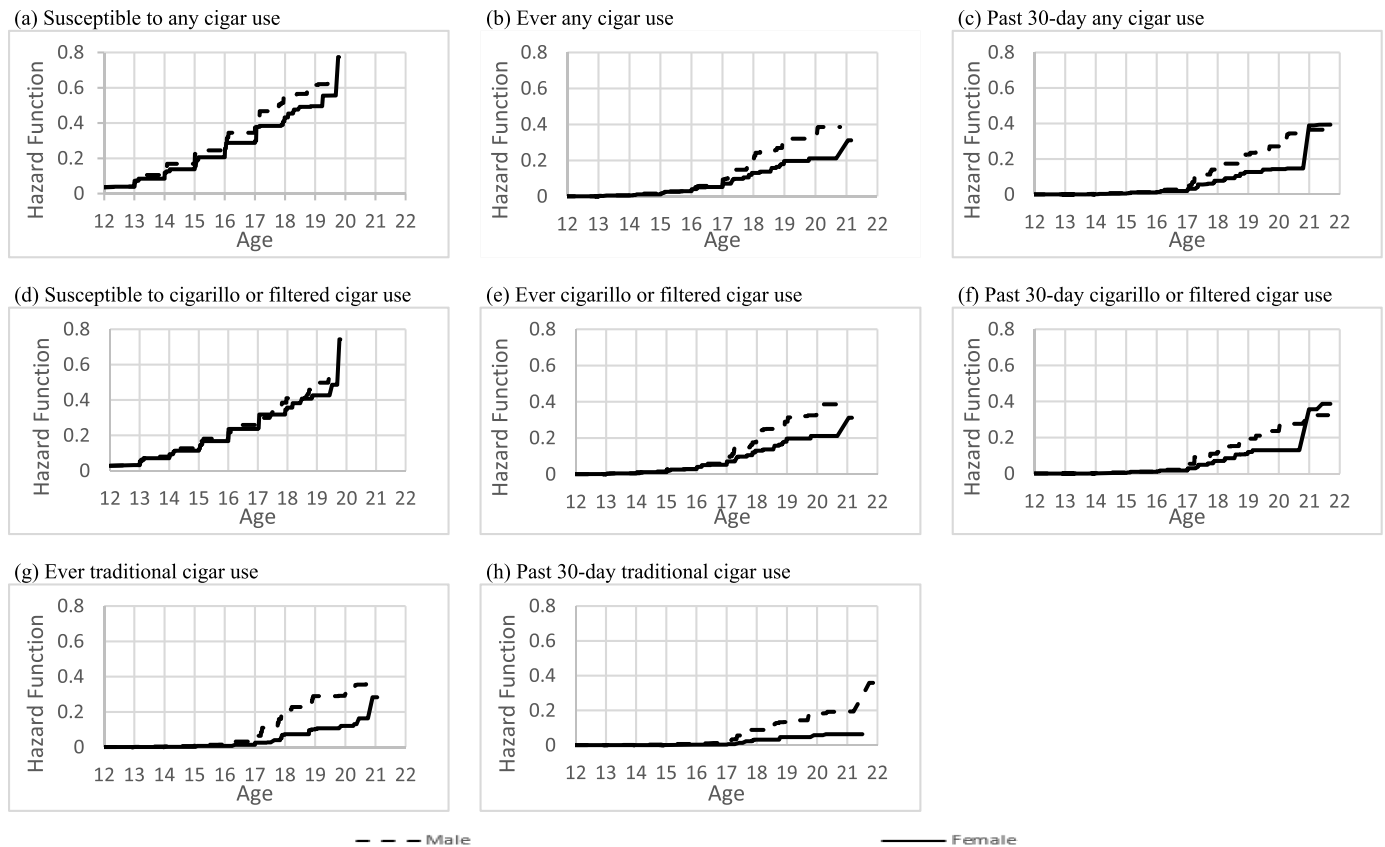 (a) Susceptible to any cigar use
(b) Ever any cigar use
(c) Past 30-day any cigar use
Hazard Function
0.8
0.6
0.4
0.2
0
12 13 14 15 16 17 18 19 20 21 22
Age
Hazard Function
0.8
0.6
0.4
0.2
0
12 13 14 15 16 17 18 19 20 21 22
Age
Hazard Function
0.8
0.6
0.4
0.2
0
12 13 14 15 16 17 18 19 20 21 22
Age
(d) Susceptible to cigarillo or filtered cigar use
(e) Ever cigarillo or filtered cigar use
(f) Past 30-day cigarillo or filtered cigar use
Hazard Function
0.8
0.6
0.4
0.2
0
12 13 14 15 16 17 18 19 20 21 22
Age
Hazard Function
0.8
0.6
0.4
0.2
0
12 13 14 15 16 17 18 19 20 21 22
Age
Hazard Function
0.8
0.6
0.4
0.2
0
12 13 14 15 16 17 18 19 20 21 22
Age
(g) Ever traditional cigar use
(h) Past 30-day traditional cigar use
Hazard Function
0.8
0.6
0.4
0.2
0
12 13 14 15 16 17 18 19 20 21 22
Age
Hazard Function
0.8
0.6
0.4
0.2
0
12 13 14 15 16 17 18 19 20 21 22
Age
Male
Female